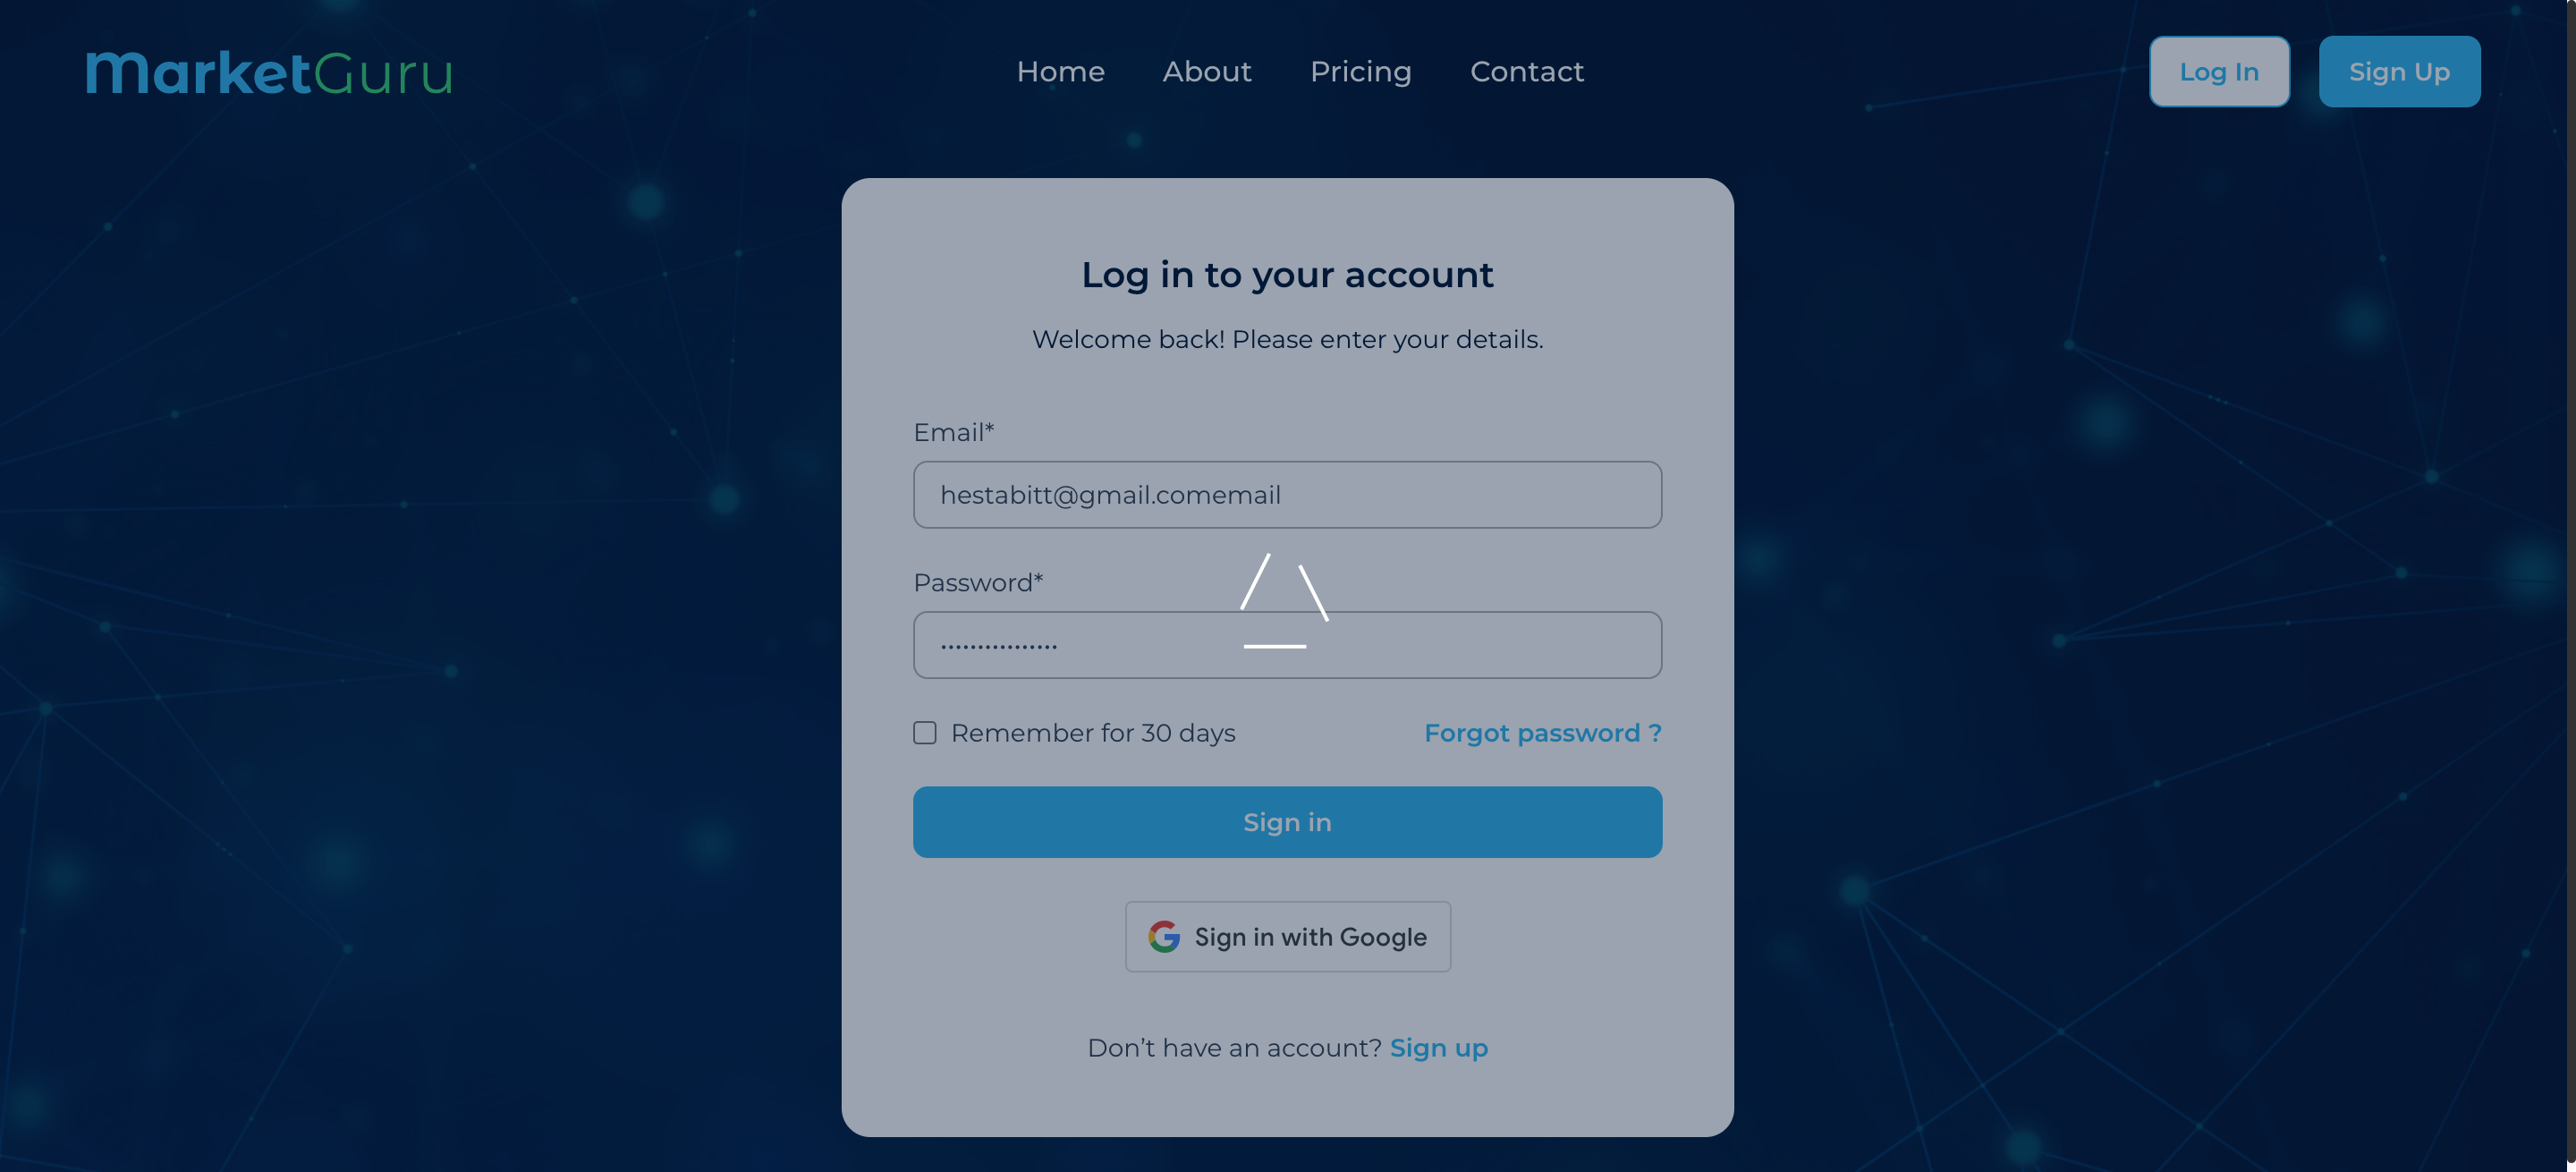 MarketGuru
Home About Pricing Contact
Log In Sign Up
Log in to your account
Welcome back! Please enter your details.
Email*
hestabitt@gmail.comemail
Password*
Remember for 30 days Forgot password ?
Sign in
Sign in with Google
Don’t have an account? Sign up